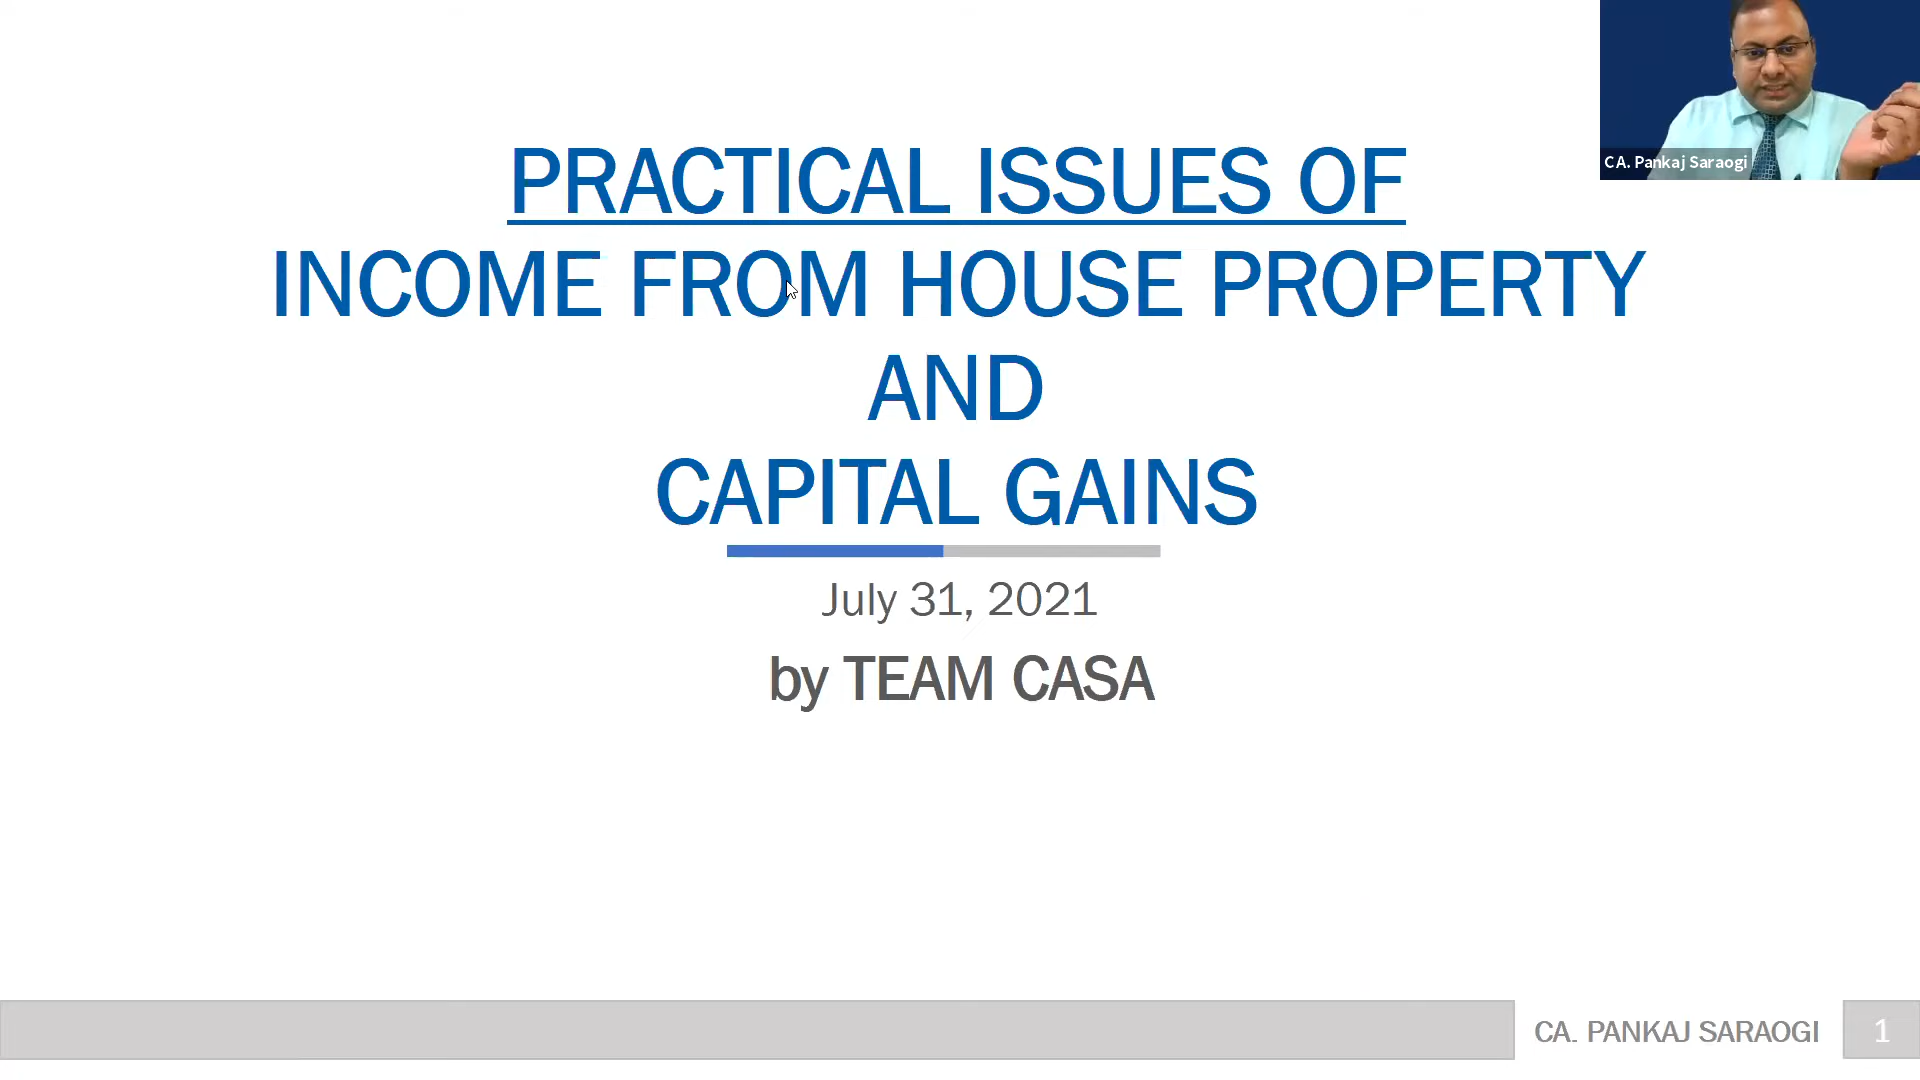 CA. Pankaj Saraogi
PRACTICAL ISSUES OF
INCOME FROM HOUSE PROPERTY
AND
CAPITAL GAINS
July 31, 2021
by TEAM CASA
CA. PANKAJ SARAOGI
1